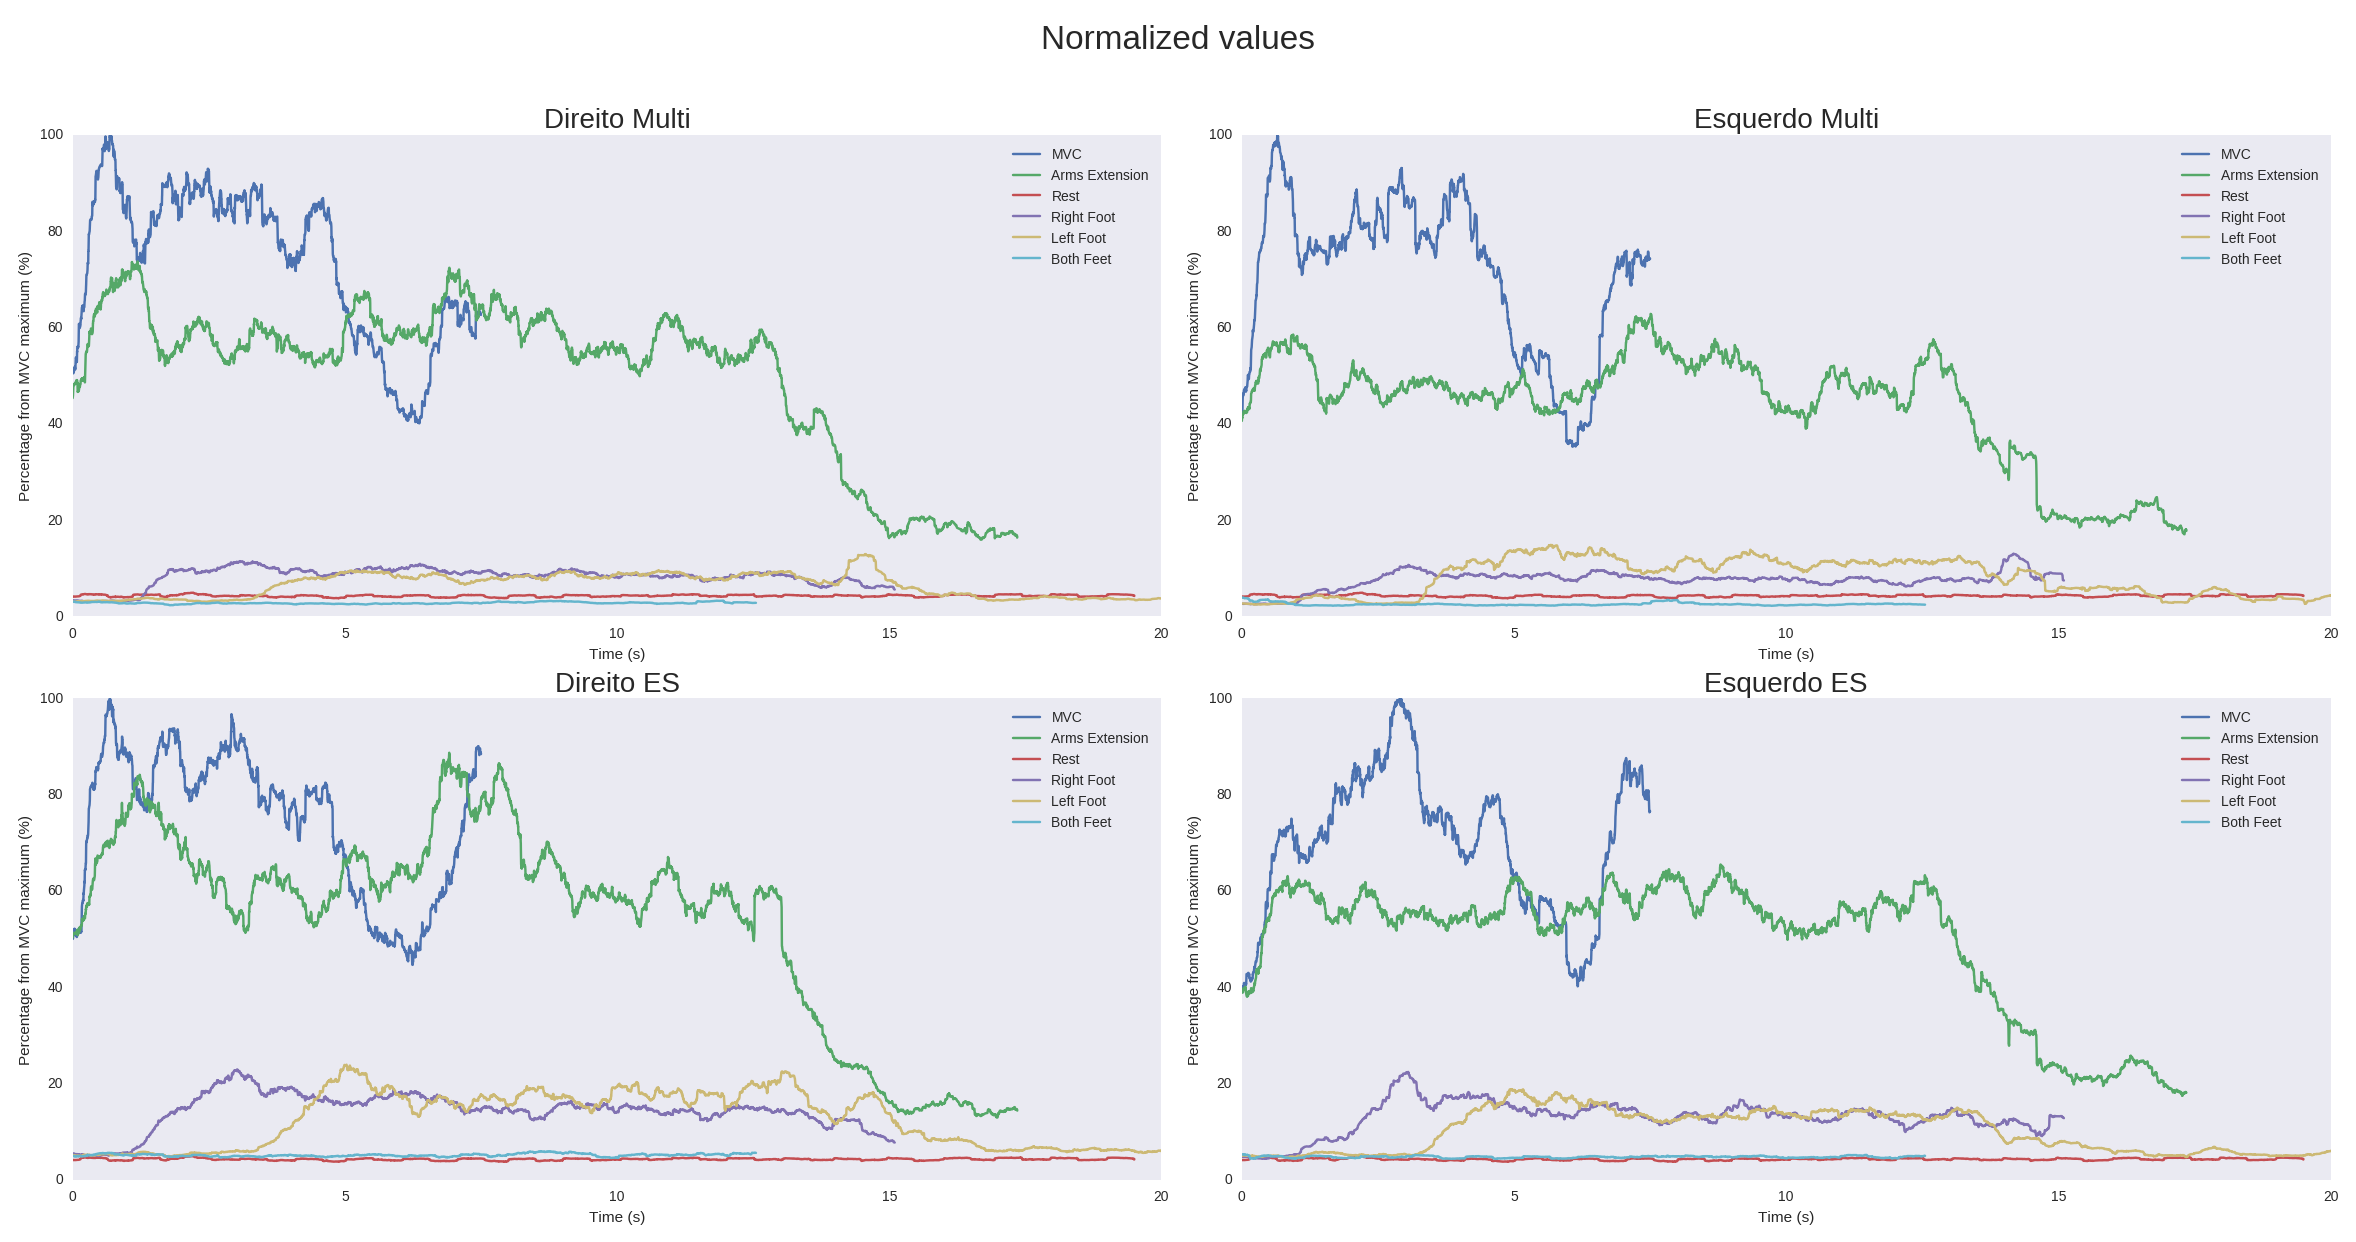 Normalized values
Direito Multi
Percentage from MVC maximum (%)
100
80
60
40
20
0
0 5 10 15 20
Time (s)
MVC
Arms Extension
Rest
Right Foot
Left Foot
Both Feet
Esquerdo Multi
Percentage from MVC maximum (%)
100
80
60
40
20
0
0 5 10 15 20
Time (s)
MVC
Arms Extension
Rest
Right Foot
Left Foot
Both Feet
Direito ES
Percentage from MVC maximum (%)
100
80
60
40
20
0
0 5 10 15 20
Time (s)
MVC
Arms Extension
Rest
Right Foot
Left Foot
Both Feet
Esquerdo ES
Percentage from MVC maximum (%)
100
80
60
40
20
0
0 5 10 15 20
Time (s)
MVC
Arms Extension
Rest
Right Foot
Left Foot
Both Feet